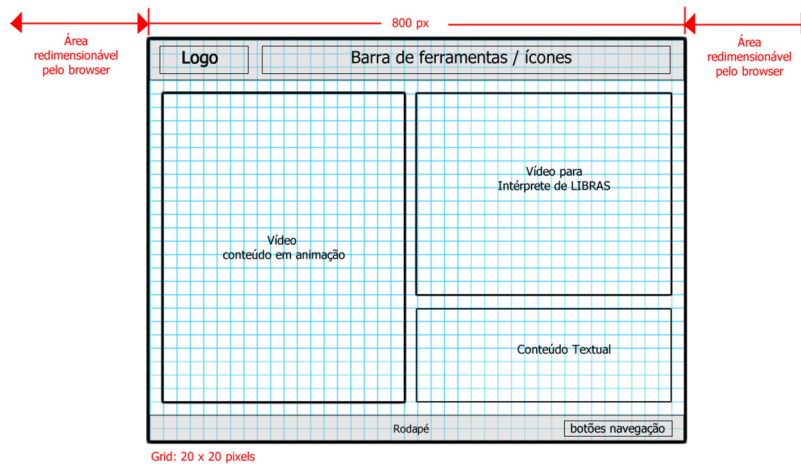 800 px
Área
redimensionável
pelo browser
Área
redimensionável
pelo browser
Logo
Barra de ferramentas / ícones
Vídeo para
Intérprete de LIBRAS
Vídeo
conteúdo em animação
Conteúdo Textual
Rodapé
botões navegação
Grid: 20 x 20 pixels